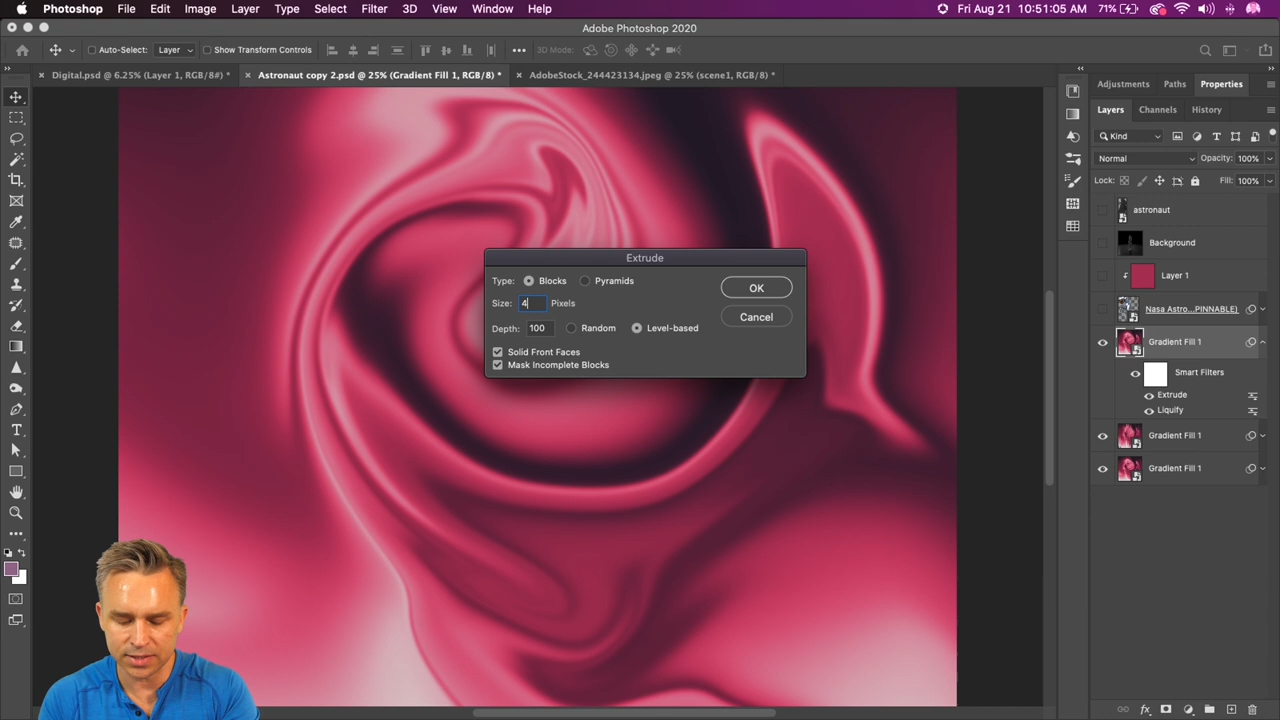 Photoshop File Edit Image Layer Type Select Filter 3D View Window Help Fri Aug 21 10:51:05 71%
Adobe Photoshop 2020
Auto-Select: Layer Show Transform Controls 3D Mode:
Digital.psd @ 6.25% (Layer 1, RGB/8#) * Astronaut copy 2.psd @ 25% (Gradient Fill 1, RGB/8) * AdobeStock_244423134.jpeg @ 25% (scene1, RGB/8) *
Adjustments Paths Properties
Layers Channels History
Kind
Normal Opacity: 100%
Lock: Fill: 100%
astronaut
Background
Layer 1
Nasa Astro...PINNABLE)
Gradient Fill 1
Smart Filters
Extrude
Liquify
Gradient Fill 1
Gradient Fill 1
Extrude
Type: Blocks Pyramids
OK
Size: 4 Pixels
Cancel
Depth: 100 Random Level-based
Solid Front Faces
Mask Incomplete Blocks
fx